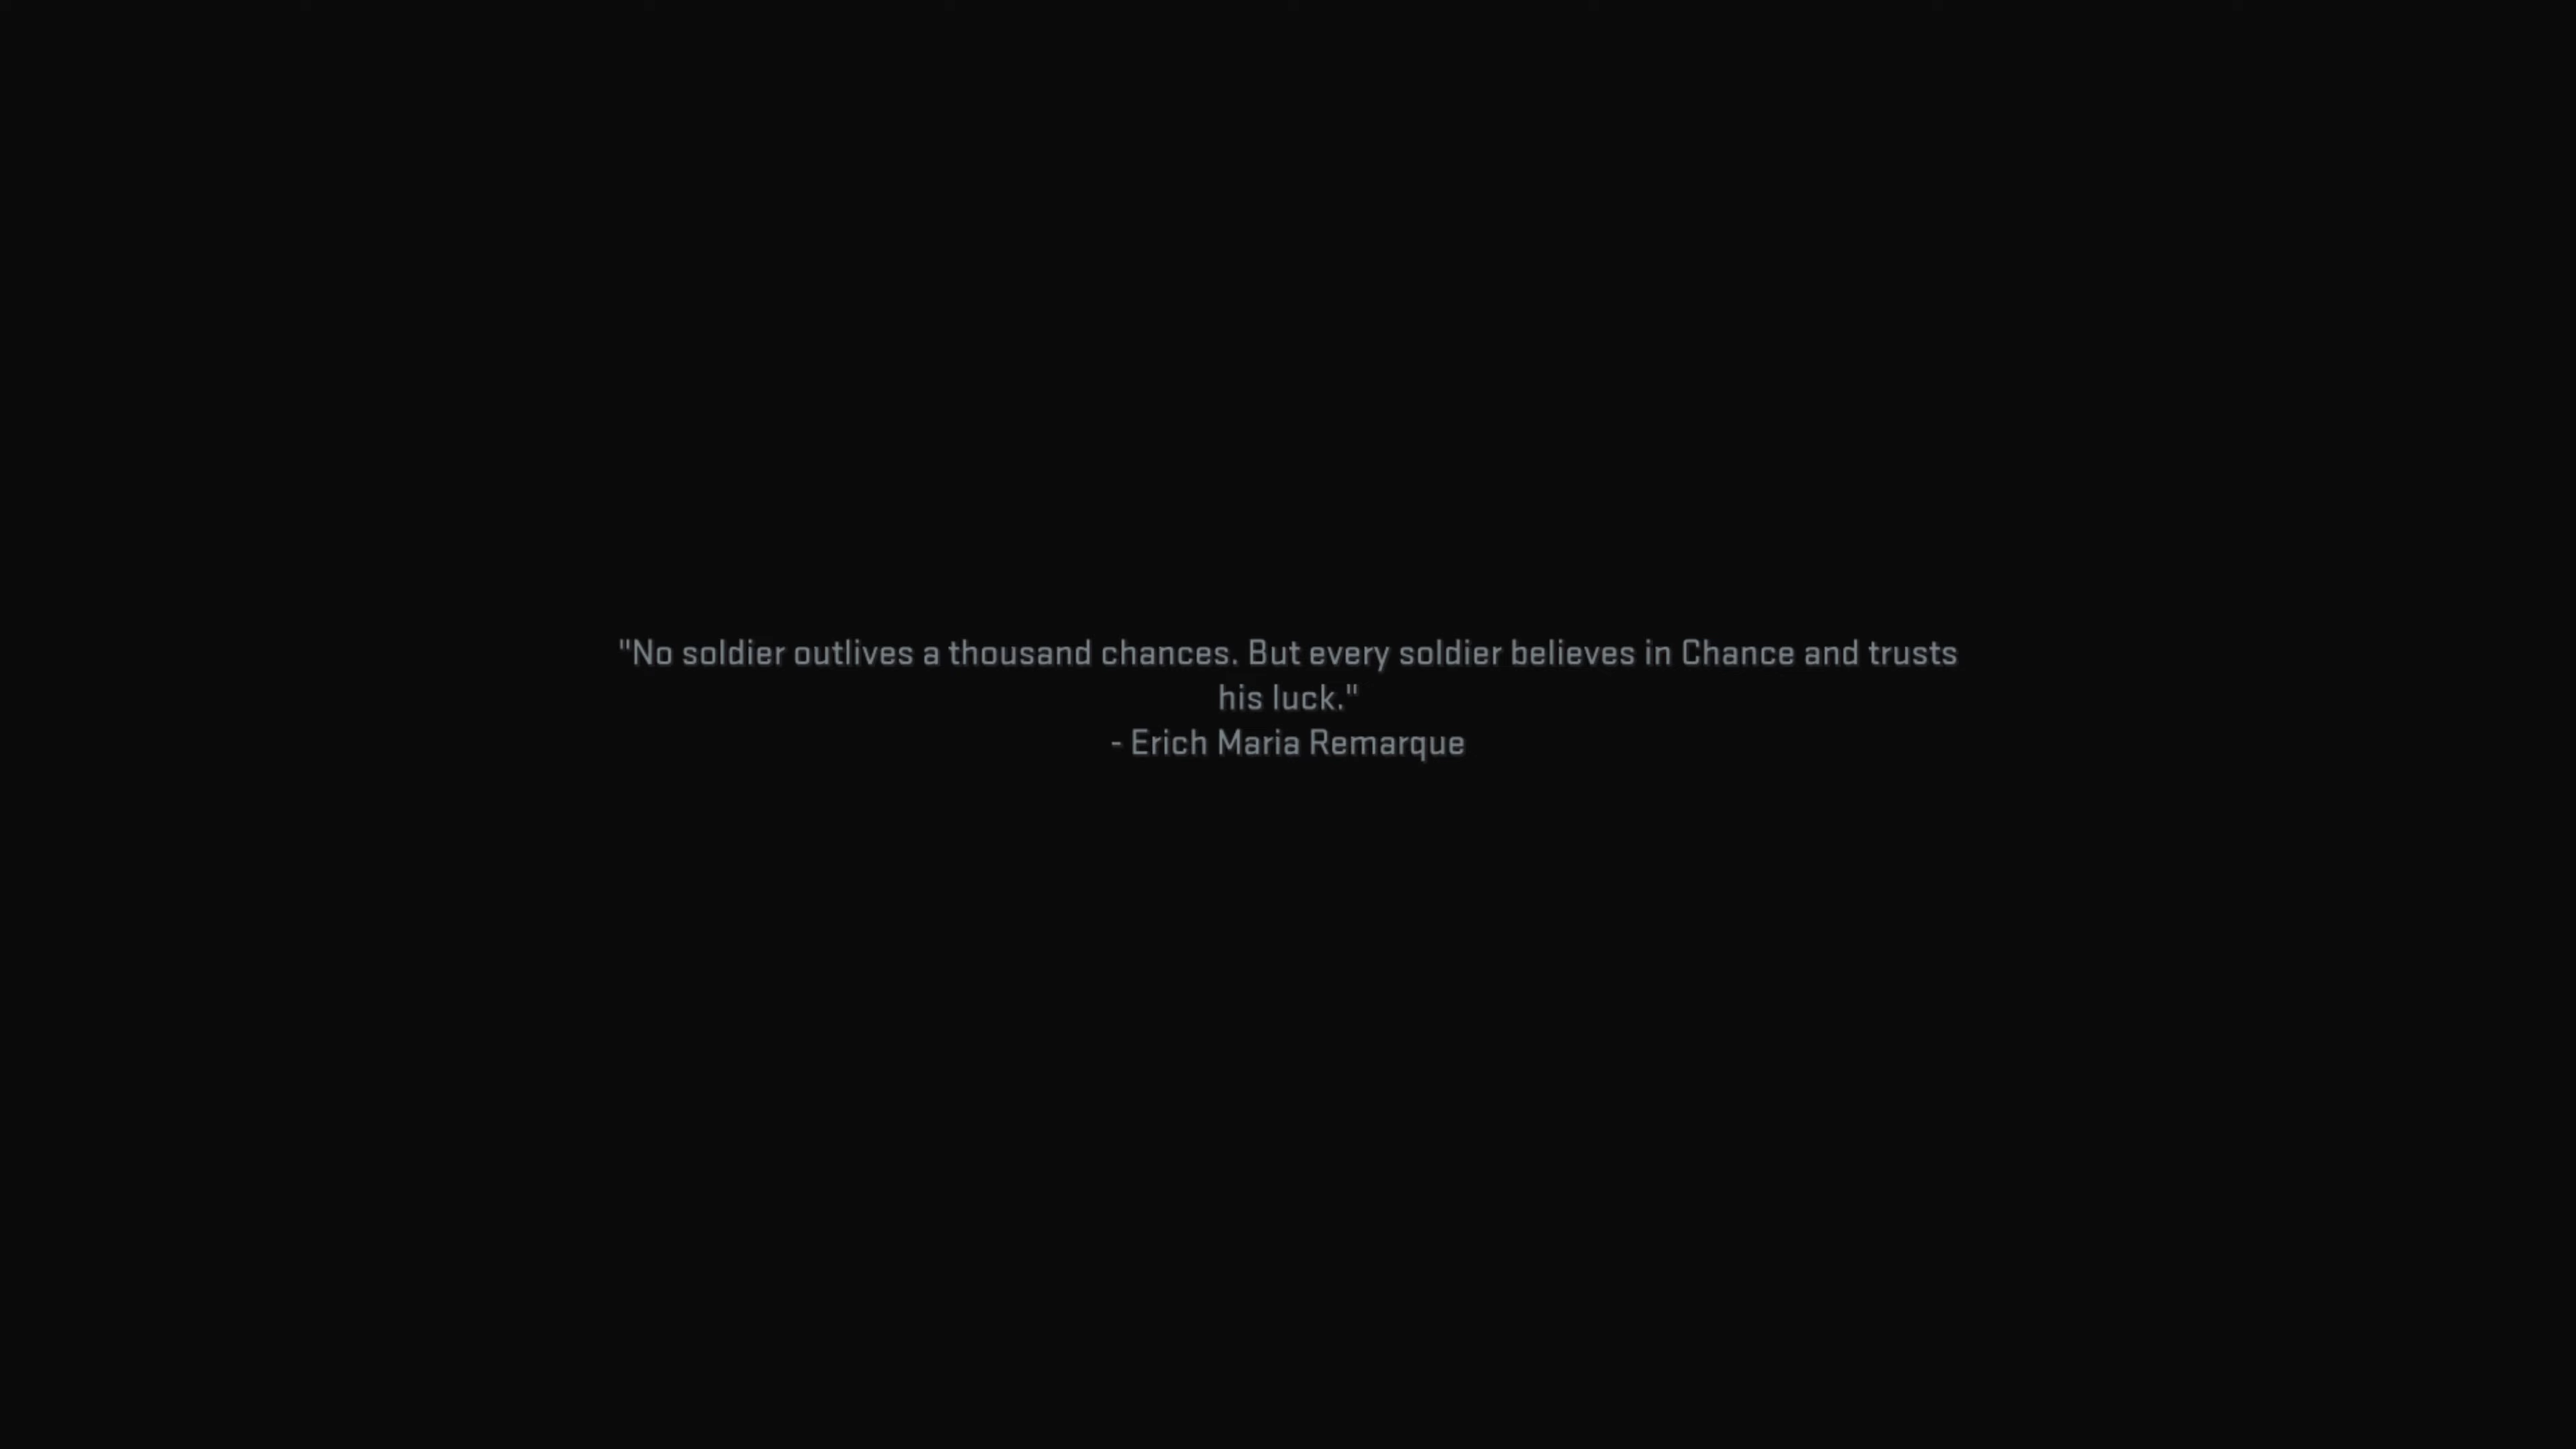 "No soldier outlives a thousand chances. But every soldier believes in Chance and trusts
his luck."
- Erich Maria Remarque